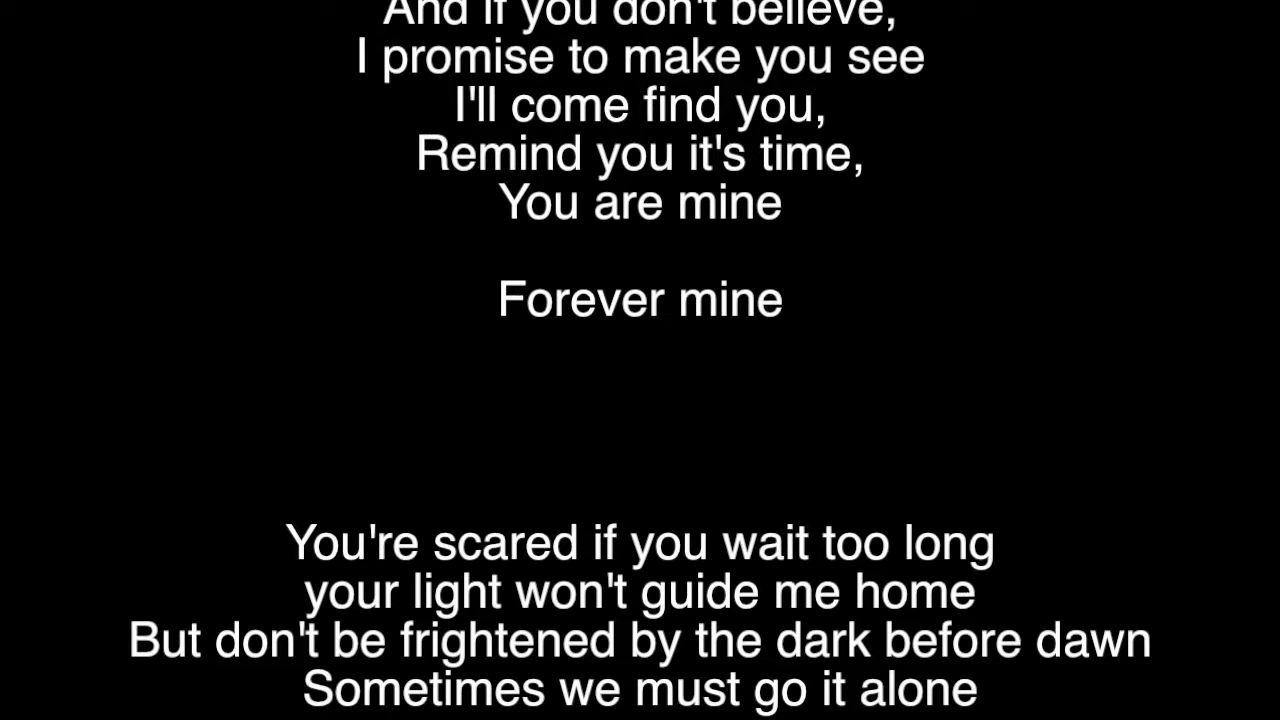 And if you don't believe,
I promise to make you see
I'll come find you,
Remind you it's time,
You are mine
Forever mine
You're scared if you wait too long
your light won't guide me home
But don't be frightened by the dark before dawn
Sometimes we must go it alone